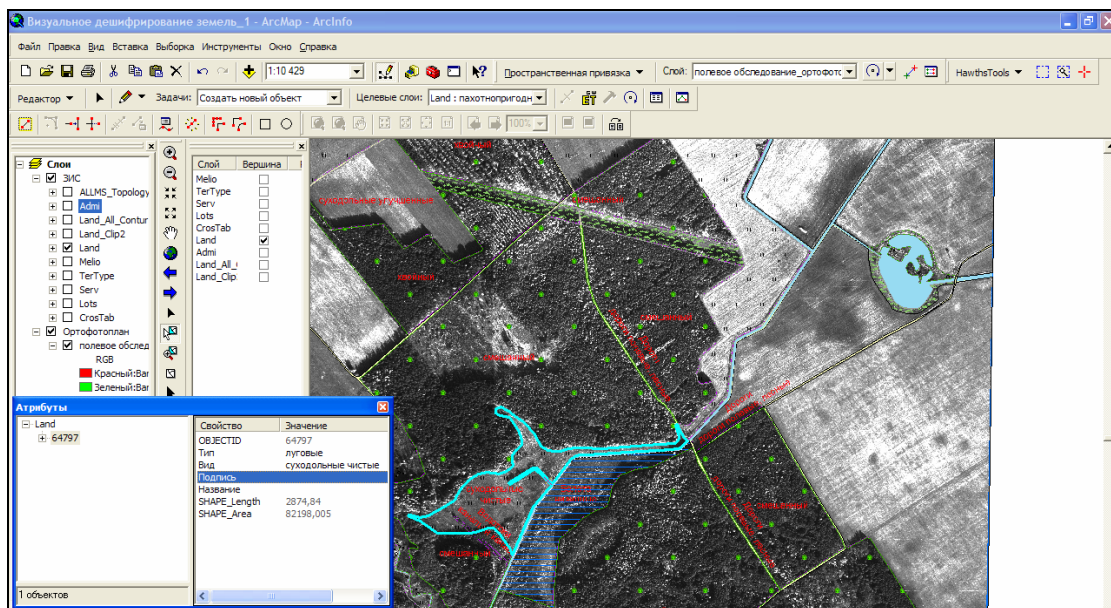 Визуальное дешифрирование земель_1 - ArcMap - ArcInfo
Файл Правка Вид Вставка Выборка Инструменты Окно Справка
1:10 429 Пространственная привязка Слой: полевое обследование_ортофотс HawthsTools
Редактор Задачи: Создать новый объект Целевые слои: Land : пахотнопригодн
100%
Слои
ЗИС
ALLMS_Topology
Admi
Land_All_Contur
Land_Clip2
Land
Melio
TerType
Serv
Lots
CrosTab
Ортофотоплан
полевое обслед
RGB
Красный:Bar
Зеленый:Bar
Слой Вершина
Melio
TerType
Serv
Lots
CrosTab
Land
Admi
Land_All_
Land_Clip
суходольные улучшенные
Атрибуты
Land
64797
Свойство Значение
OBJECTID 64797
Тип луговые
Вид суходольные чистые
Подпись
Название
SHAPE_Length 2874,84
SHAPE_Area 82198,005
1 объектов